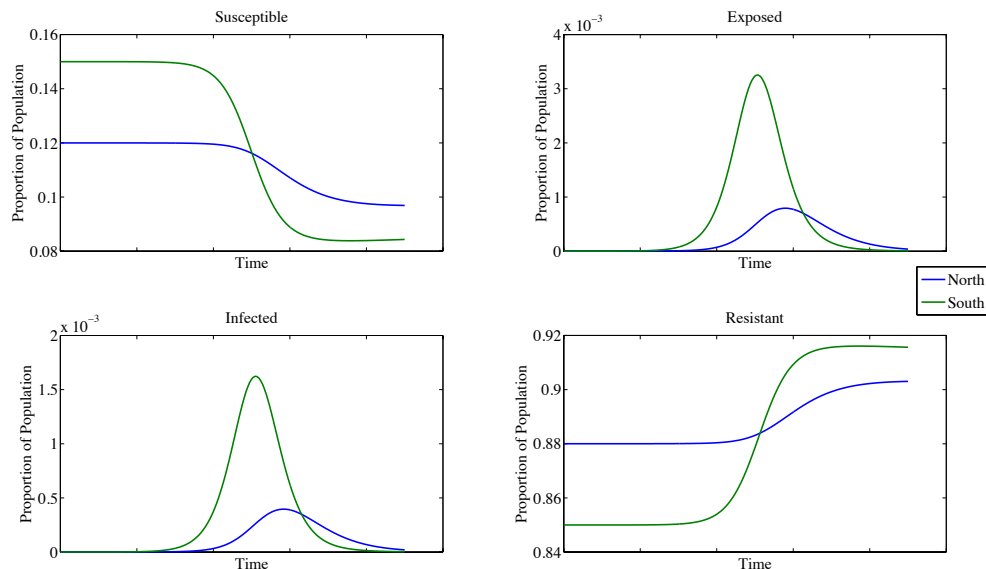 Susceptible
0.16
0.14
0.12
0.1
0.08
Proportion of Population
Time
Exposed
x 10⁻³
4
3
2
1
0
Proportion of Population
Time
North
South
Infected
x 10⁻³
2
1.5
1
0.5
0
Proportion of Population
Time
Resistant
0.92
0.9
0.88
0.86
0.84
Proportion of Population
Time